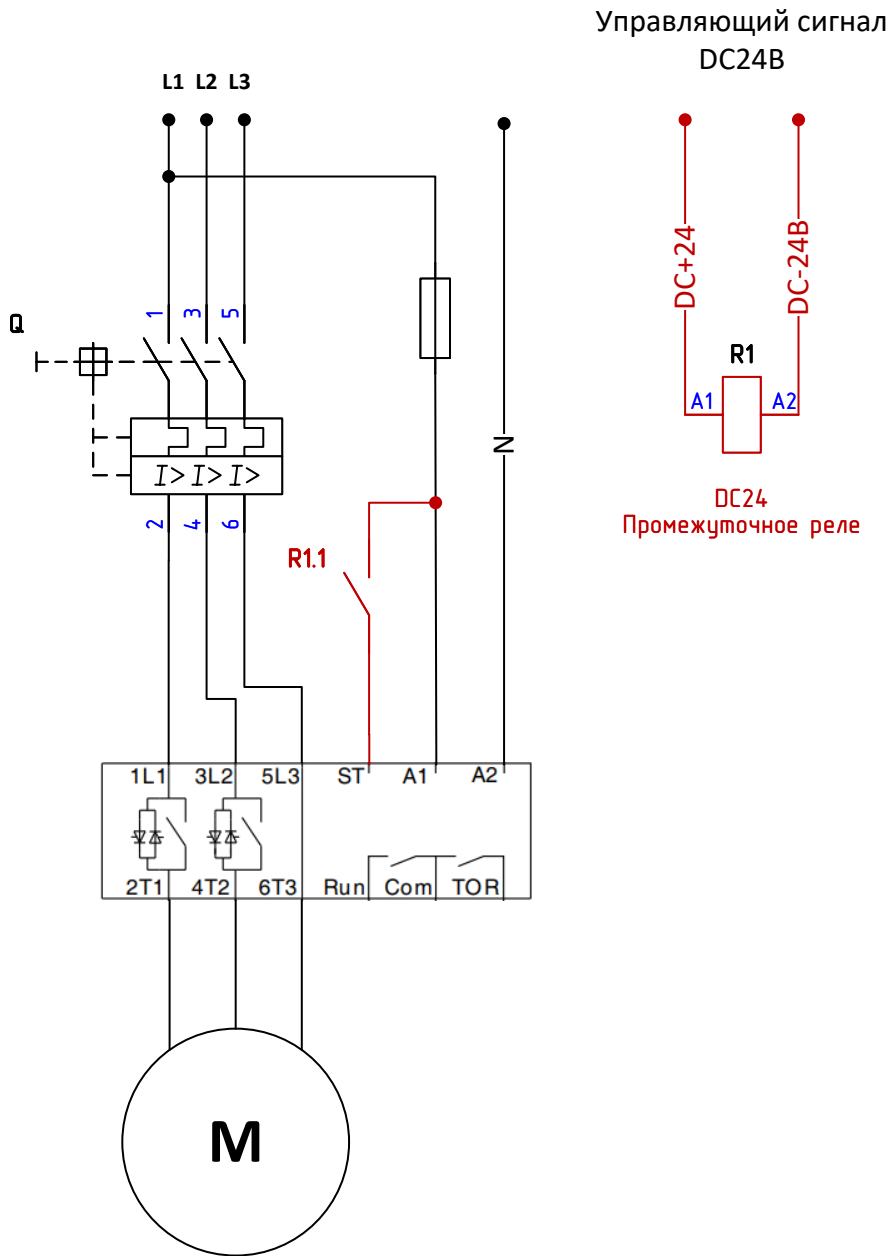 Управляющий сигнал
DC24В
L1 L2 L3
1 3 5
Q
DC+24
DC-24В
R1
A1 A2
I> I> I>
N
DC24
Промежуточное реле
2 4 6
R1.1
1L1 3L2 5L3 ST A1 A2
2T1 4T2 6T3 Run Com TOR
M